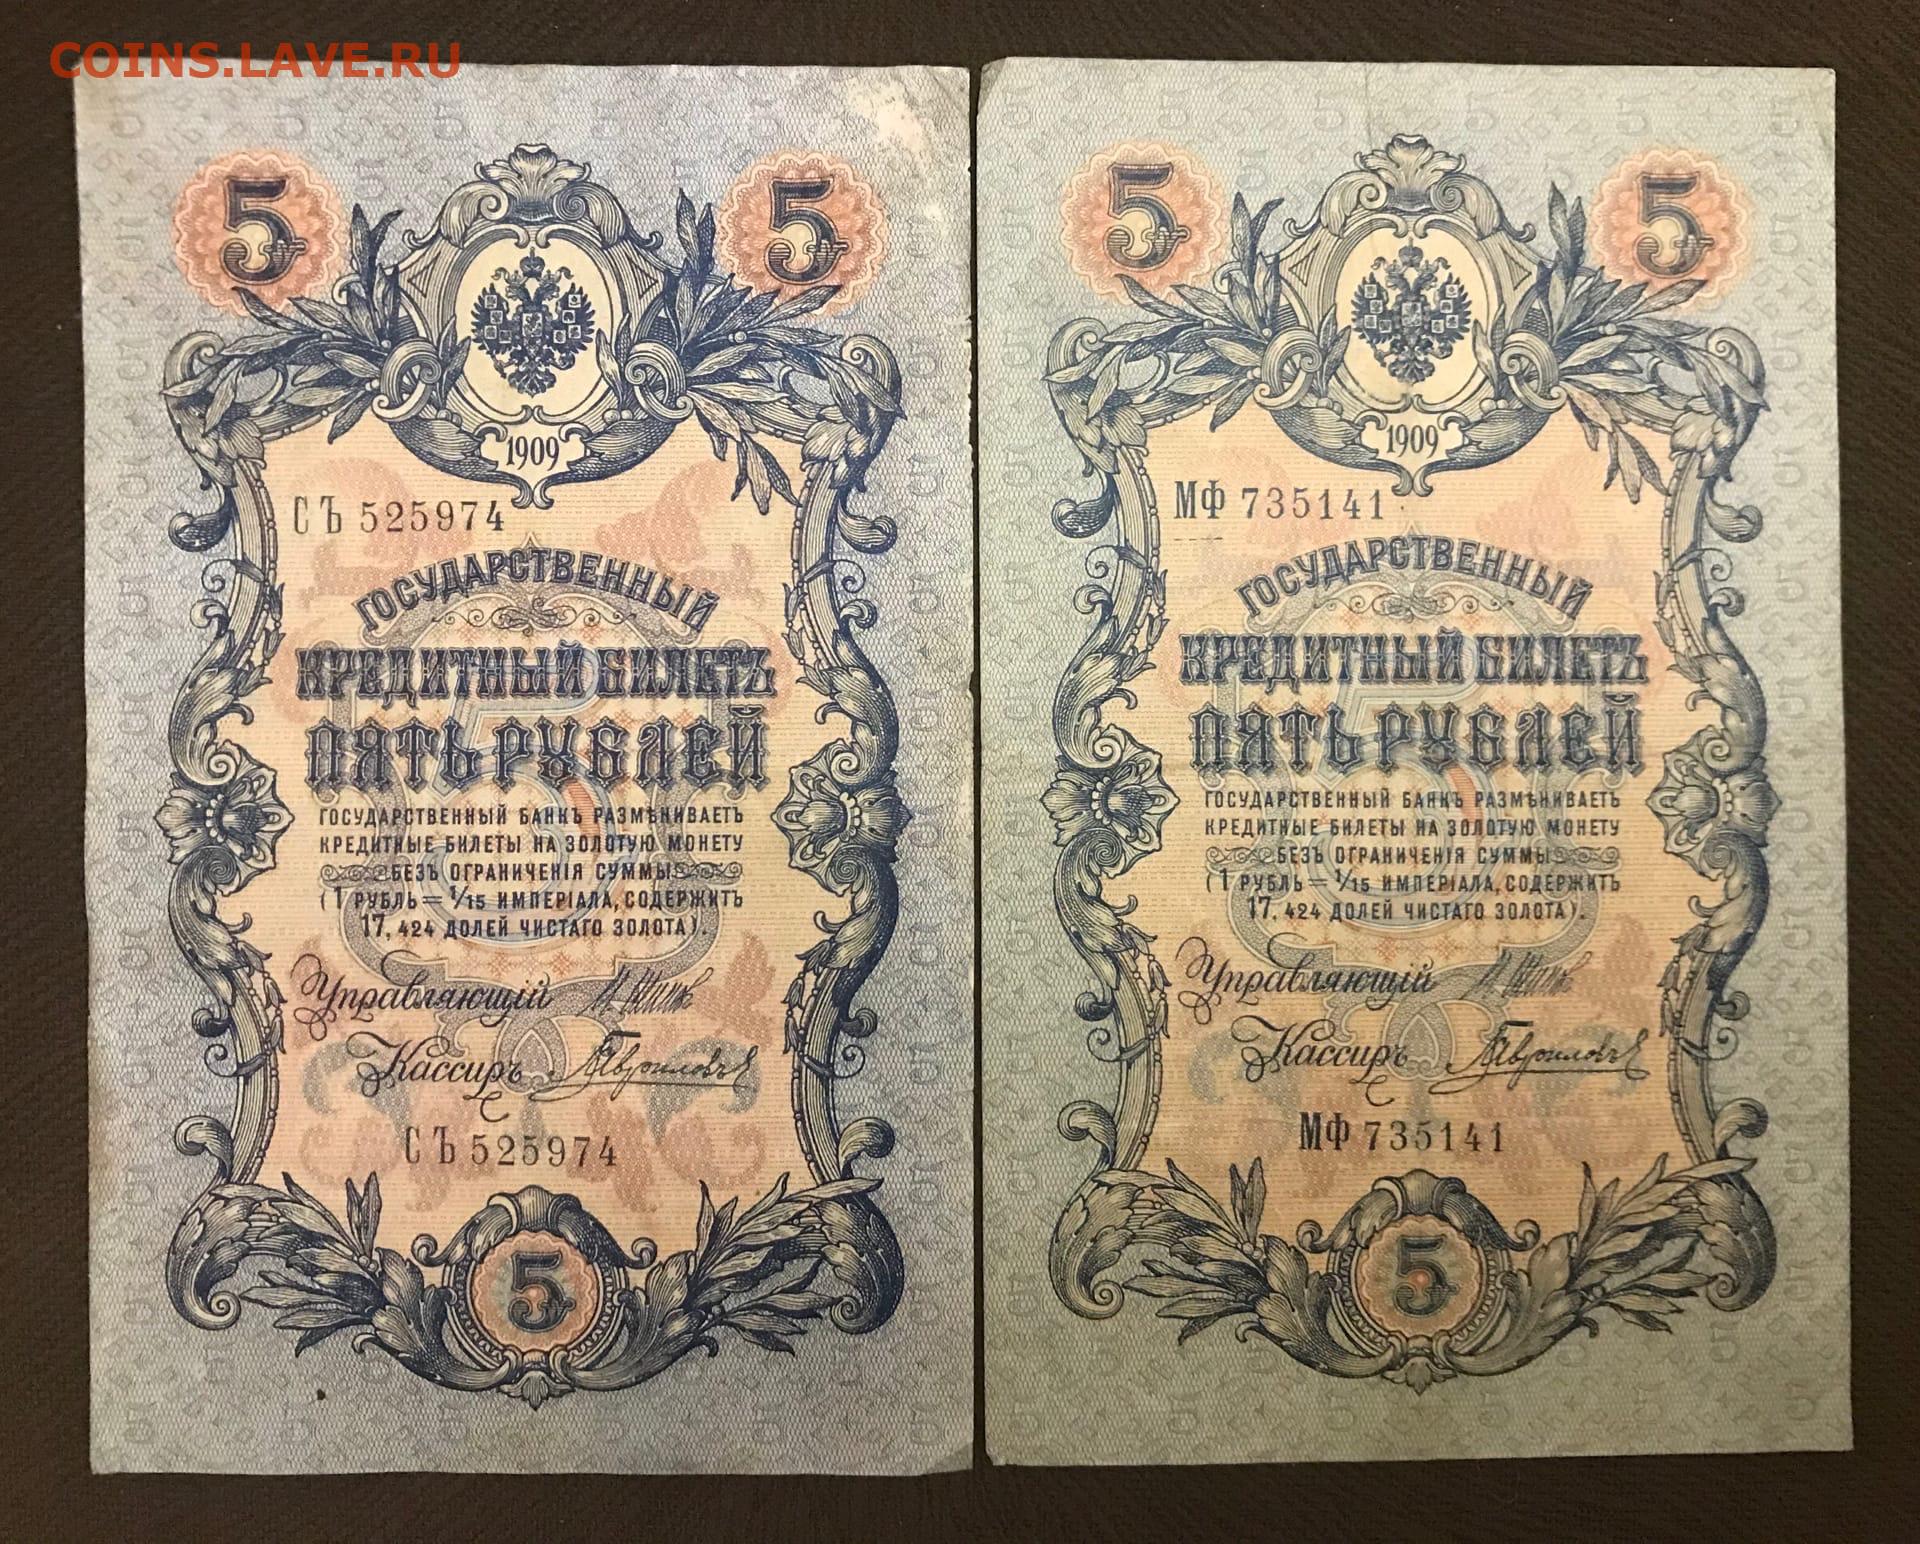 COINS.LAVE.RU
5 5
1909
СЪ 525974
ГОСУДАРСТВЕННЫЙ
КРЕДИТНЫЙ БИЛЕТЪ
ПЯТЬ РУБЛЕЙ
ГОСУДАРСТВЕННЫЙ БАНКЪ РАЗМѢНИВАЕТЪ
КРЕДИТНЫЕ БИЛЕТЫ НА ЗОЛОТУЮ МОНЕТУ
БЕЗЪ ОГРАНИЧЕНІЯ СУММЫ
(1 РУБЛЬ = 1/15 ИМПЕРІАЛА, СОДЕРЖИТЪ
17,424 ДОЛЕЙ ЧИСТАГО ЗОЛОТА).
Управляющій
Кассиръ
СЪ 525974
5
5 5
1909
МФ 735141
ГОСУДАРСТВЕННЫЙ
КРЕДИТНЫЙ БИЛЕТЪ
ПЯТЬ РУБЛЕЙ
ГОСУДАРСТВЕННЫЙ БАНКЪ РАЗМѢНИВАЕТЪ
КРЕДИТНЫЕ БИЛЕТЫ НА ЗОЛОТУЮ МОНЕТУ
БЕЗЪ ОГРАНИЧЕНІЯ СУММЫ
(1 РУБЛЬ = 1/15 ИМПЕРІАЛА, СОДЕРЖИТЪ
17,424 ДОЛЕЙ ЧИСТАГО ЗОЛОТА).
Управляющій
Кассиръ
МФ 735141
5